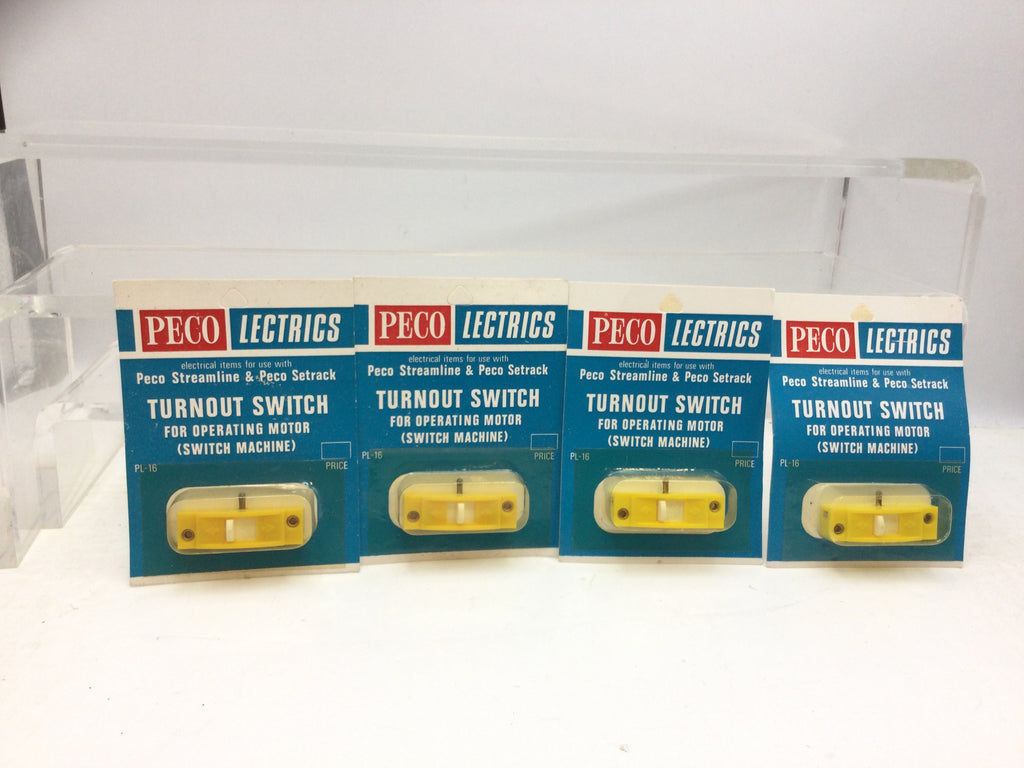 PECO LECTRICS
electrical items for use with
Peco Streamline & Peco Setrack
TURNOUT SWITCH
FOR OPERATING MOTOR
(SWITCH MACHINE)
PL-16
PRICE
PECO LECTRICS
electrical items for use with
Peco Streamline & Peco Setrack
TURNOUT SWITCH
FOR OPERATING MOTOR
(SWITCH MACHINE)
PL-16
PRICE
PECO LECTRICS
electrical items for use with
Peco Streamline & Peco Setrack
TURNOUT SWITCH
FOR OPERATING MOTOR
(SWITCH MACHINE)
PL-16
PRICE
PECO LECTRICS
electrical items for use with
Peco Streamline & Peco Setrack
TURNOUT SWITCH
FOR OPERATING MOTOR
(SWITCH MACHINE)
PL-16
PRICE